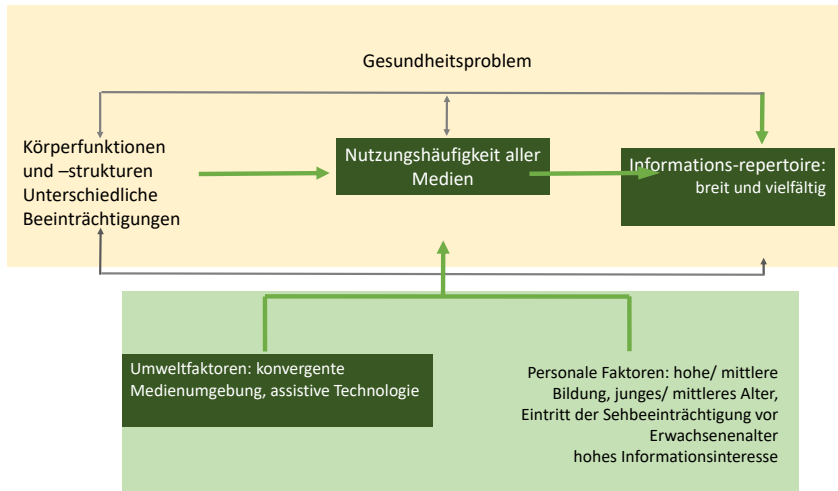 Gesundheitsproblem
Körperfunktionen
und –strukturen
Unterschiedliche
Beeinträchtigungen
Nutzungshäufigkeit aller
Medien
Informations-repertoire:
breit und vielfältig
Umweltfaktoren: konvergente
Medienumgebung, assistive Technologie
Personale Faktoren: hohe/ mittlere
Bildung, junges/ mittleres Alter,
Eintritt der Sehbeeinträchtigung vor
Erwachsenenalter
hohes Informationsinteresse